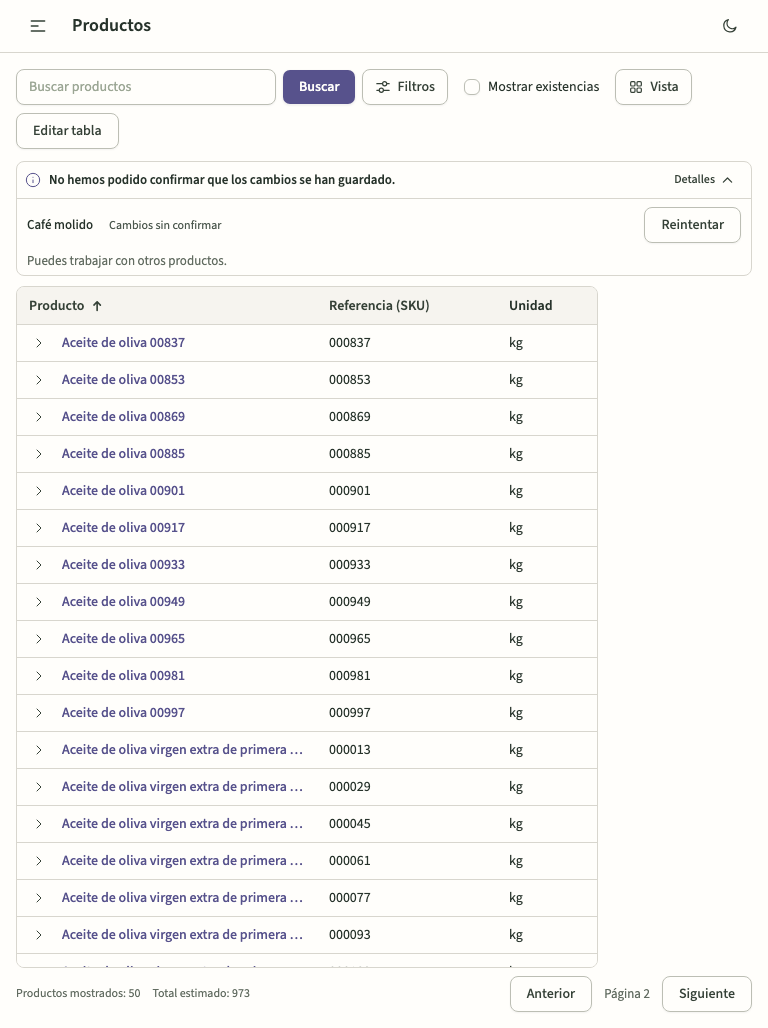 Productos
Buscar productos
Buscar
Filtros
Mostrar existencias
Vista
Editar tabla
No hemos podido confirmar que los cambios se han guardado.
Detalles
Café molido Cambios sin confirmar
Reintentar
Puedes trabajar con otros productos.
Producto Referencia (SKU) Unidad
Aceite de oliva 00837 000837 kg
Aceite de oliva 00853 000853 kg
Aceite de oliva 00869 000869 kg
Aceite de oliva 00885 000885 kg
Aceite de oliva 00901 000901 kg
Aceite de oliva 00917 000917 kg
Aceite de oliva 00933 000933 kg
Aceite de oliva 00949 000949 kg
Aceite de oliva 00965 000965 kg
Aceite de oliva 00981 000981 kg
Aceite de oliva 00997 000997 kg
Aceite de oliva virgen extra de primera … 000013 kg
Aceite de oliva virgen extra de primera … 000029 kg
Aceite de oliva virgen extra de primera … 000045 kg
Aceite de oliva virgen extra de primera … 000061 kg
Aceite de oliva virgen extra de primera … 000077 kg
Aceite de oliva virgen extra de primera … 000093 kg
Productos mostrados: 50 Total estimado: 973
Anterior
Página 2
Siguiente